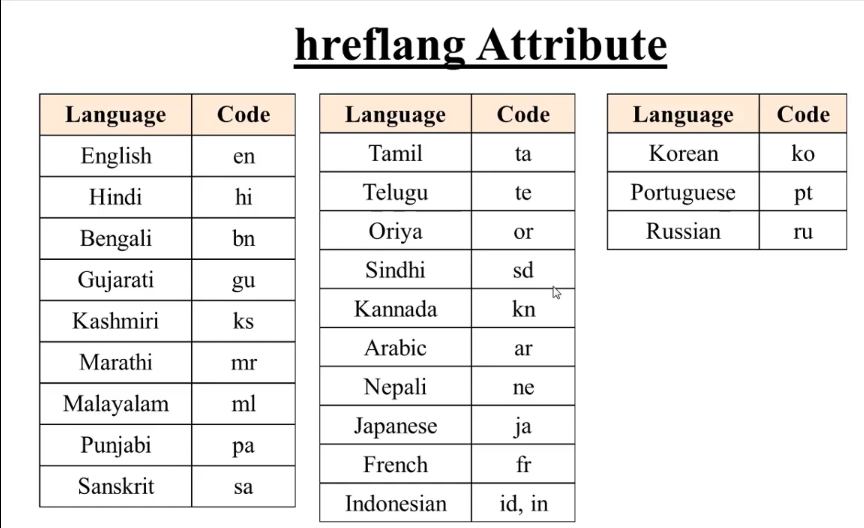 hreflang Attribute
Language Code
English en
Hindi hi
Bengali bn
Gujarati gu
Kashmiri ks
Marathi mr
Malayalam ml
Punjabi pa
Sanskrit sa
Language Code
Tamil ta
Telugu te
Oriya or
Sindhi sd
Kannada kn
Arabic ar
Nepali ne
Japanese ja
French fr
Indonesian id, in
Language Code
Korean ko
Portuguese pt
Russian ru